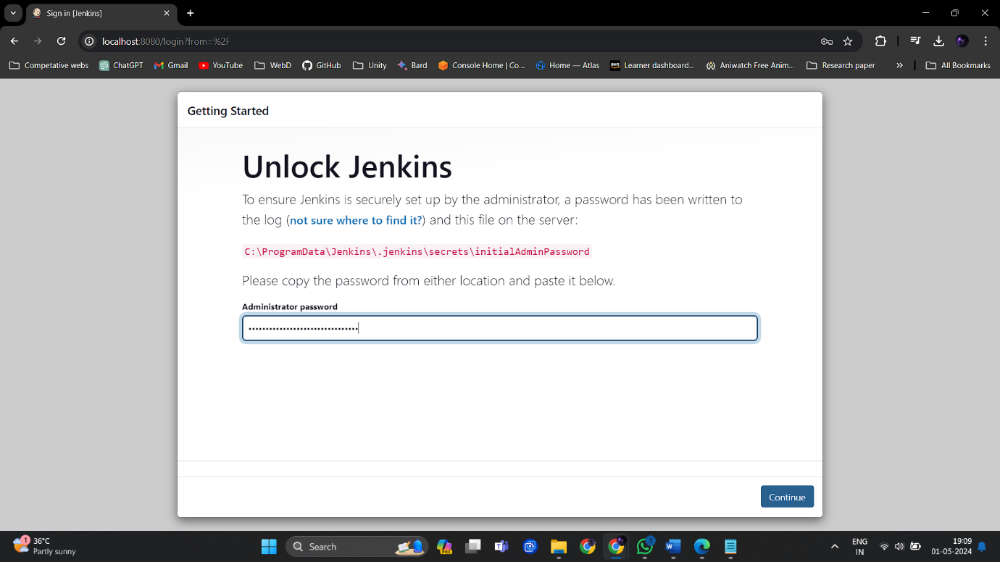 Sign in [Jenkins]
localhost:8080/login?from=%2F
Competative webs
ChatGPT
Gmail
YouTube
WebD
GitHub
Unity
Bard
Console Home | Co...
Home — Atlas
aws
Learner dashboard...
Aniwatch Free Anim...
Research paper
All Bookmarks
Getting Started
Unlock Jenkins
To ensure Jenkins is securely set up by the administrator, a password has been written to
the log (not sure where to find it?) and this file on the server:
C:\ProgramData\Jenkins\.jenkins\secrets\initialAdminPassword
Please copy the password from either location and paste it below.
Administrator password
••••••••••••••••••••••••••••••••
Continue
1
36°C
Partly sunny
Search
PRE
1
ENG
IN
19:09
01-05-2024